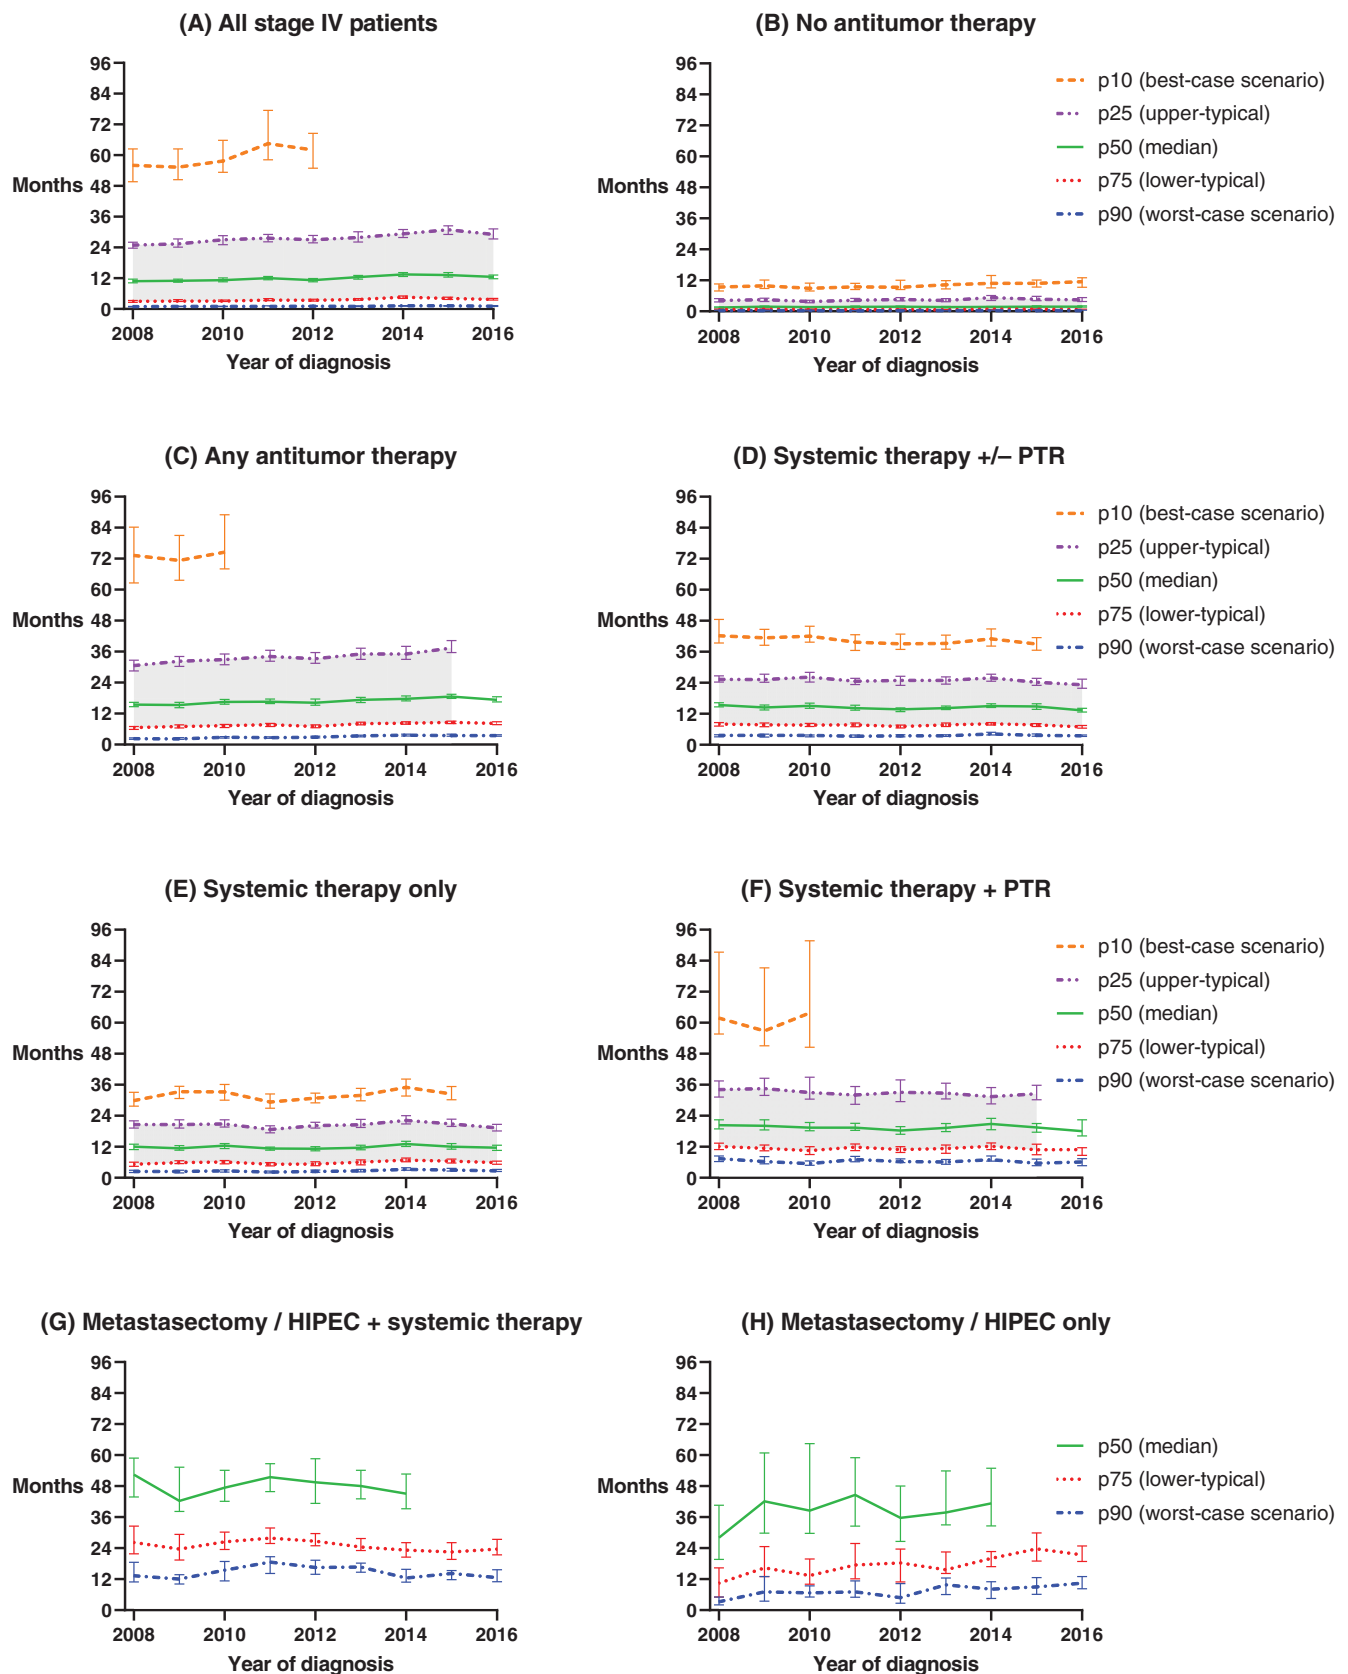 (A) All stage IV patients
96
84
72
60
Months 48
36
24
12
0
2008 2010 2012 2014 2016
Year of diagnosis
(B) No antitumor therapy
96
84
72
60
Months 48
36
24
12
0
2008 2010 2012 2014 2016
Year of diagnosis
p10 (best-case scenario)
p25 (upper-typical)
p50 (median)
p75 (lower-typical)
p90 (worst-case scenario)
(C) Any antitumor therapy
96
84
72
60
Months 48
36
24
12
0
2008 2010 2012 2014 2016
Year of diagnosis
(D) Systemic therapy +/– PTR
96
84
72
60
Months 48
36
24
12
0
2008 2010 2012 2014 2016
Year of diagnosis
p10 (best-case scenario)
p25 (upper-typical)
p50 (median)
p75 (lower-typical)
p90 (worst-case scenario)
(E) Systemic therapy only
96
84
72
60
Months 48
36
24
12
0
2008 2010 2012 2014 2016
Year of diagnosis
(F) Systemic therapy + PTR
96
84
72
60
Months 48
36
24
12
0
2008 2010 2012 2014 2016
Year of diagnosis
p10 (best-case scenario)
p25 (upper-typical)
p50 (median)
p75 (lower-typical)
p90 (worst-case scenario)
(G) Metastasectomy / HIPEC + systemic therapy
96
84
72
60
Months 48
36
24
12
0
2008 2010 2012 2014 2016
Year of diagnosis
(H) Metastasectomy / HIPEC only
96
84
72
60
Months 48
36
24
12
0
2008 2010 2012 2014 2016
Year of diagnosis
p50 (median)
p75 (lower-typical)
p90 (worst-case scenario)